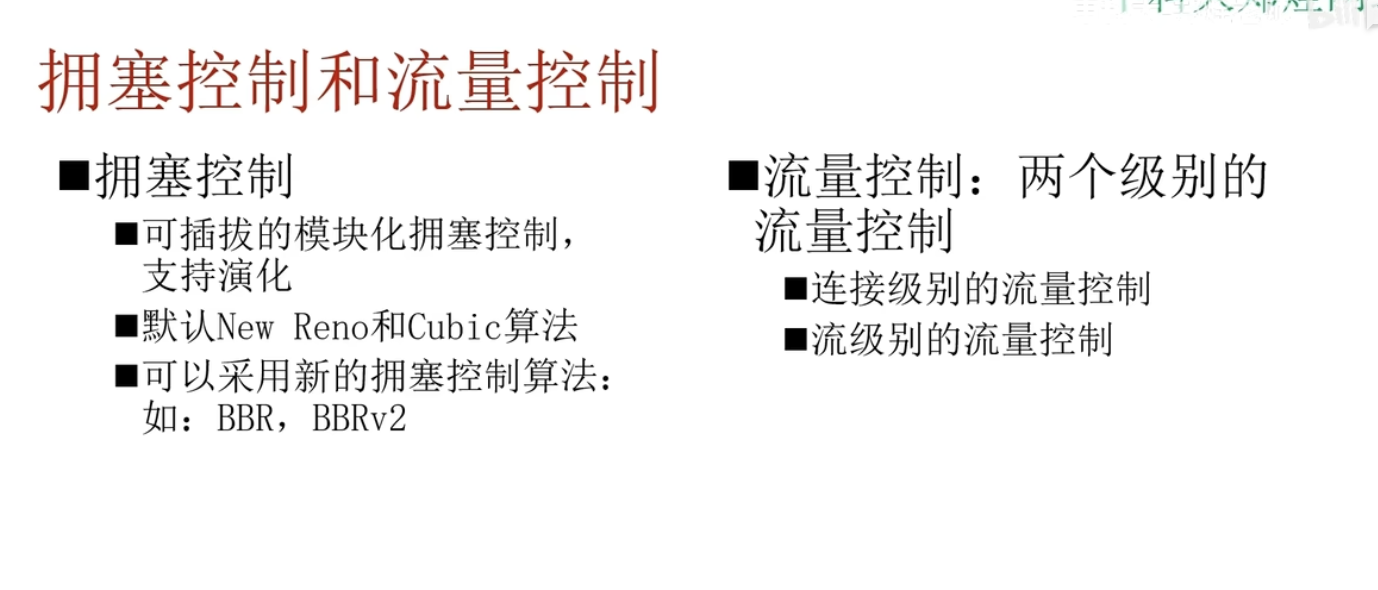 拥塞控制和流量控制
■拥塞控制
■可插拔的模块化拥塞控制，
支持演化
■默认New Reno和Cubic算法
■可以采用新的拥塞控制算法：
如：BBR，BBRv2
■流量控制：两个级别的
流量控制
■连接级别的流量控制
■流级别的流量控制